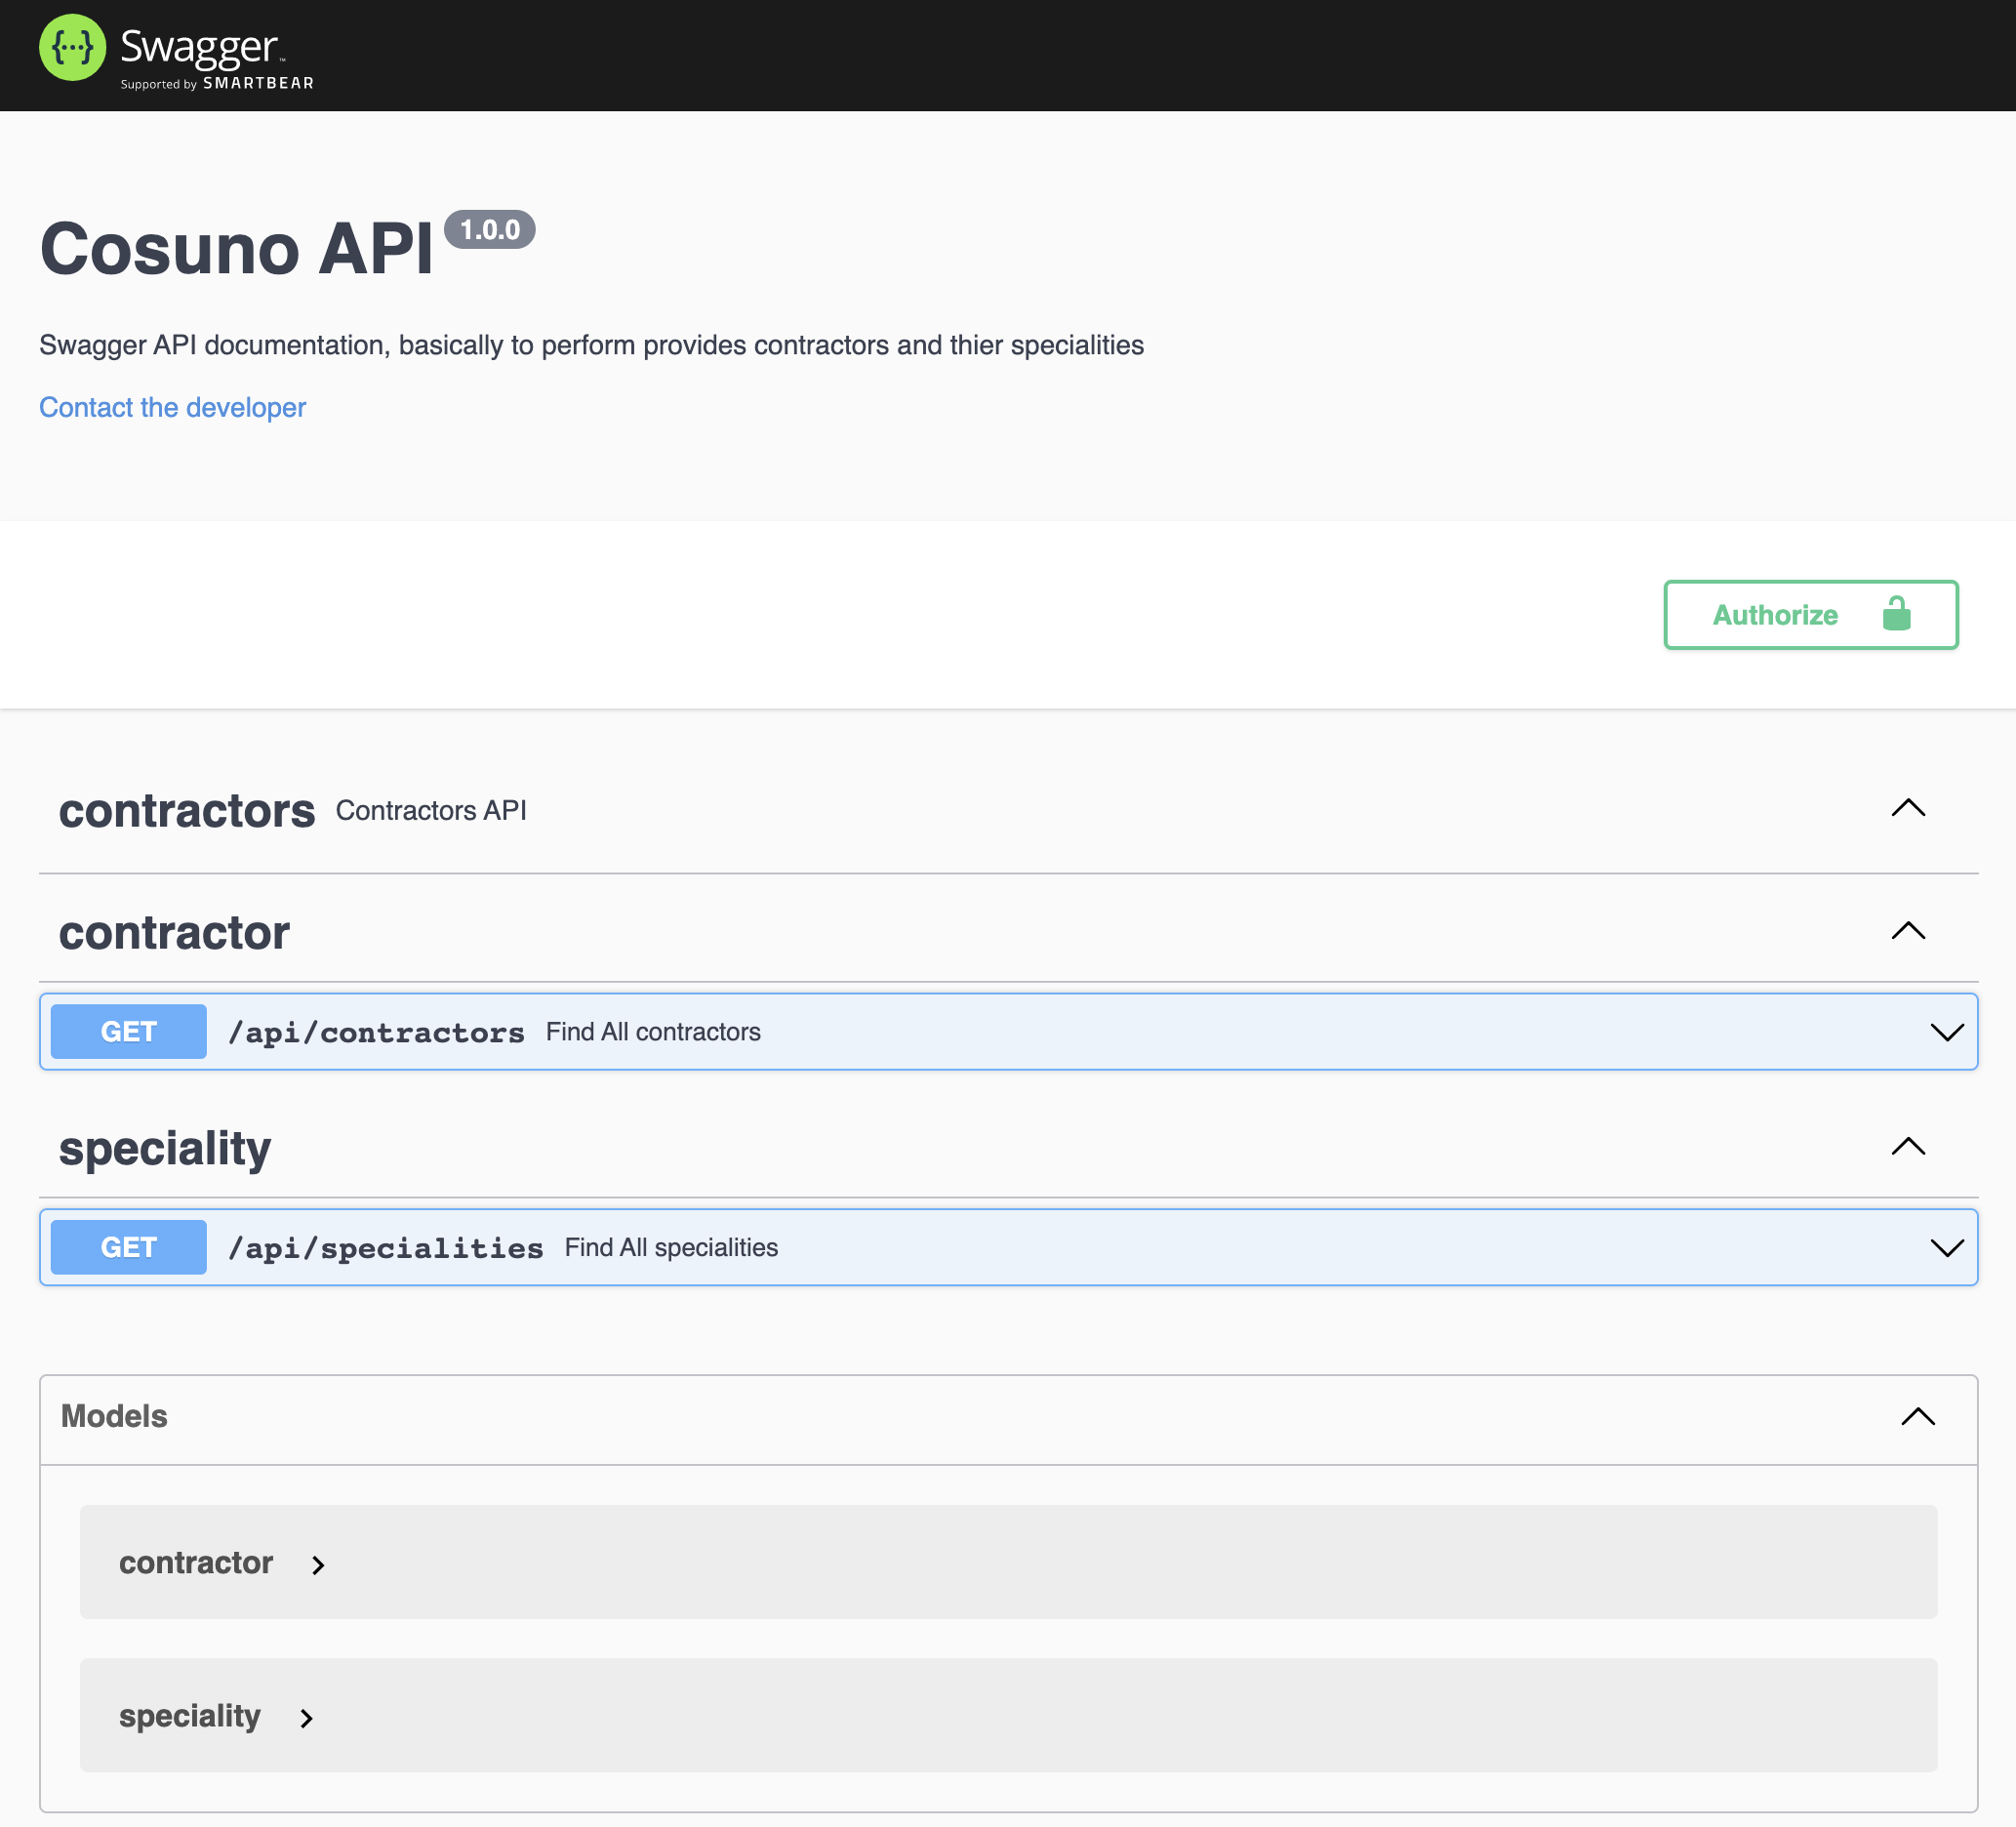 {···} Swagger™
Supported by SMARTBEAR
Cosuno API 1.0.0
Swagger API documentation, basically to perform provides contractors and thier specialities
Contact the developer
Authorize
contractors Contractors API
contractor
GET /api/contractors Find All contractors
speciality
GET /api/specialities Find All specialities
Models
contractor
speciality